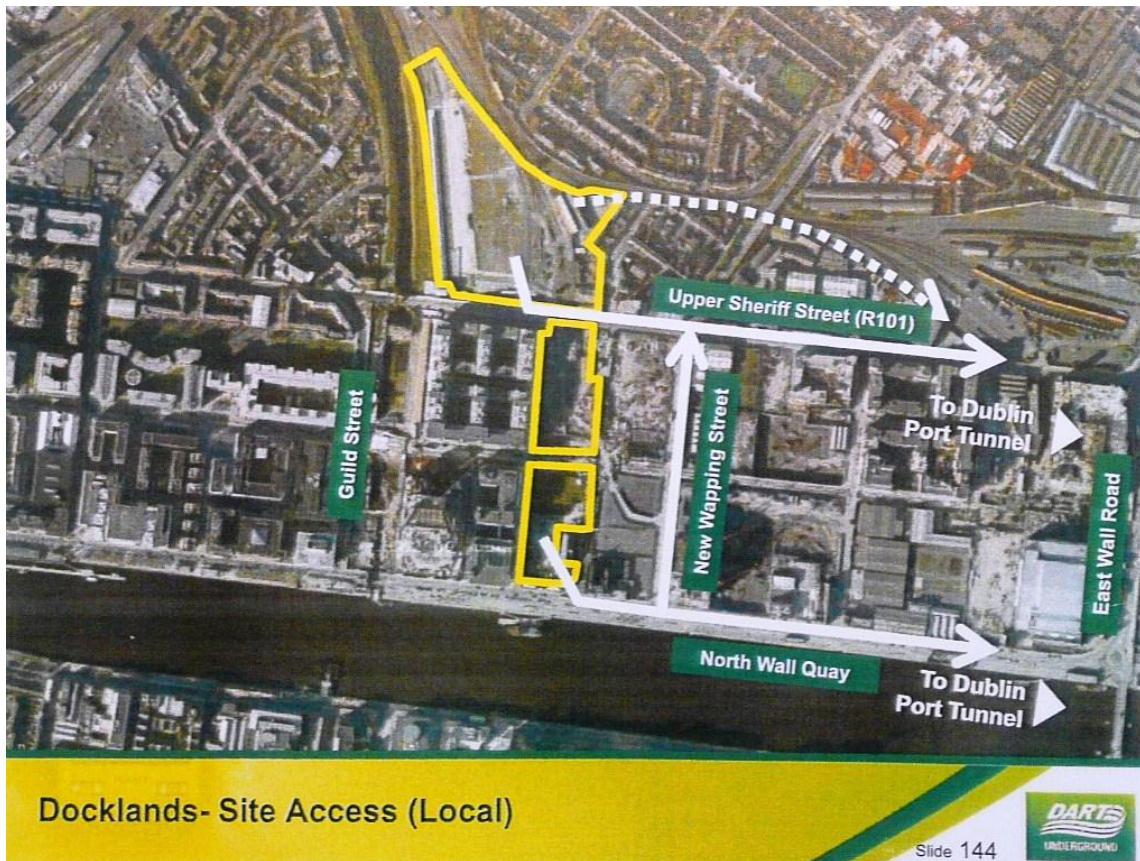 Upper Sheriff Street (R101)
To Dublin
Port Tunnel
Guild Street
New Wapping Street
East Wall Road
North Wall Quay
To Dublin
Port Tunnel
Docklands- Site Access (Local)
Slide 144
DART
UNDERGROUND